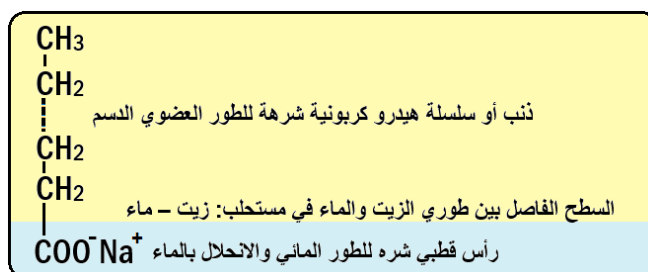 CH3
CH2
ذنب أو سلسلة هيدرو كربونية شرهة للطور العضوي الدسم
CH2
CH2
السطح الفاصل بين طوري الزيت والماء في مستحلب: زيت – ماء
COO⁻Na⁺ رأس قطبي شره للطور المائي والانحلال بالماء